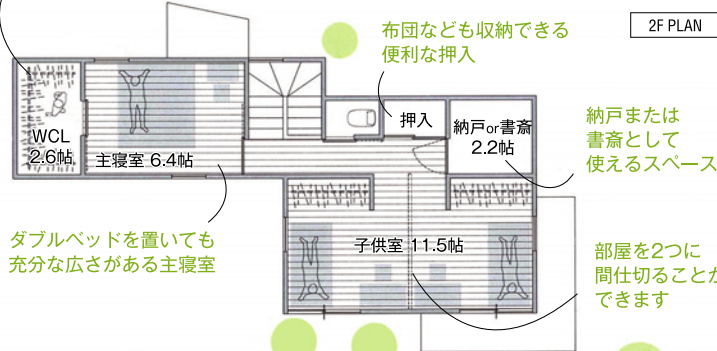 布団なども収納できる
便利な押入
2F PLAN
WCL
2.6帖
主寝室 6.4帖
押入
納戸or書斎
2.2帖
納戸または
書斎として
使えるスペース
ダブルベッドを置いても
充分な広さがある主寝室
子供室 11.5帖
部屋を2つに
間仕切ることが
できます